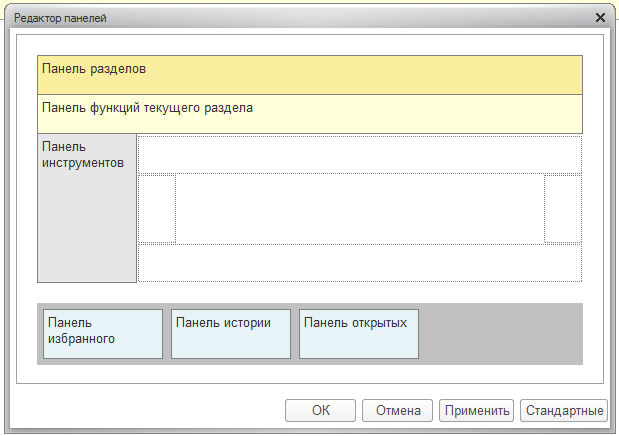 Редактор панелей
Панель разделов
Панель функций текущего раздела
Панель
инструментов
Панель
избранного
Панель истории
Панель открытых
ОК
Отмена
Применить
Стандартные